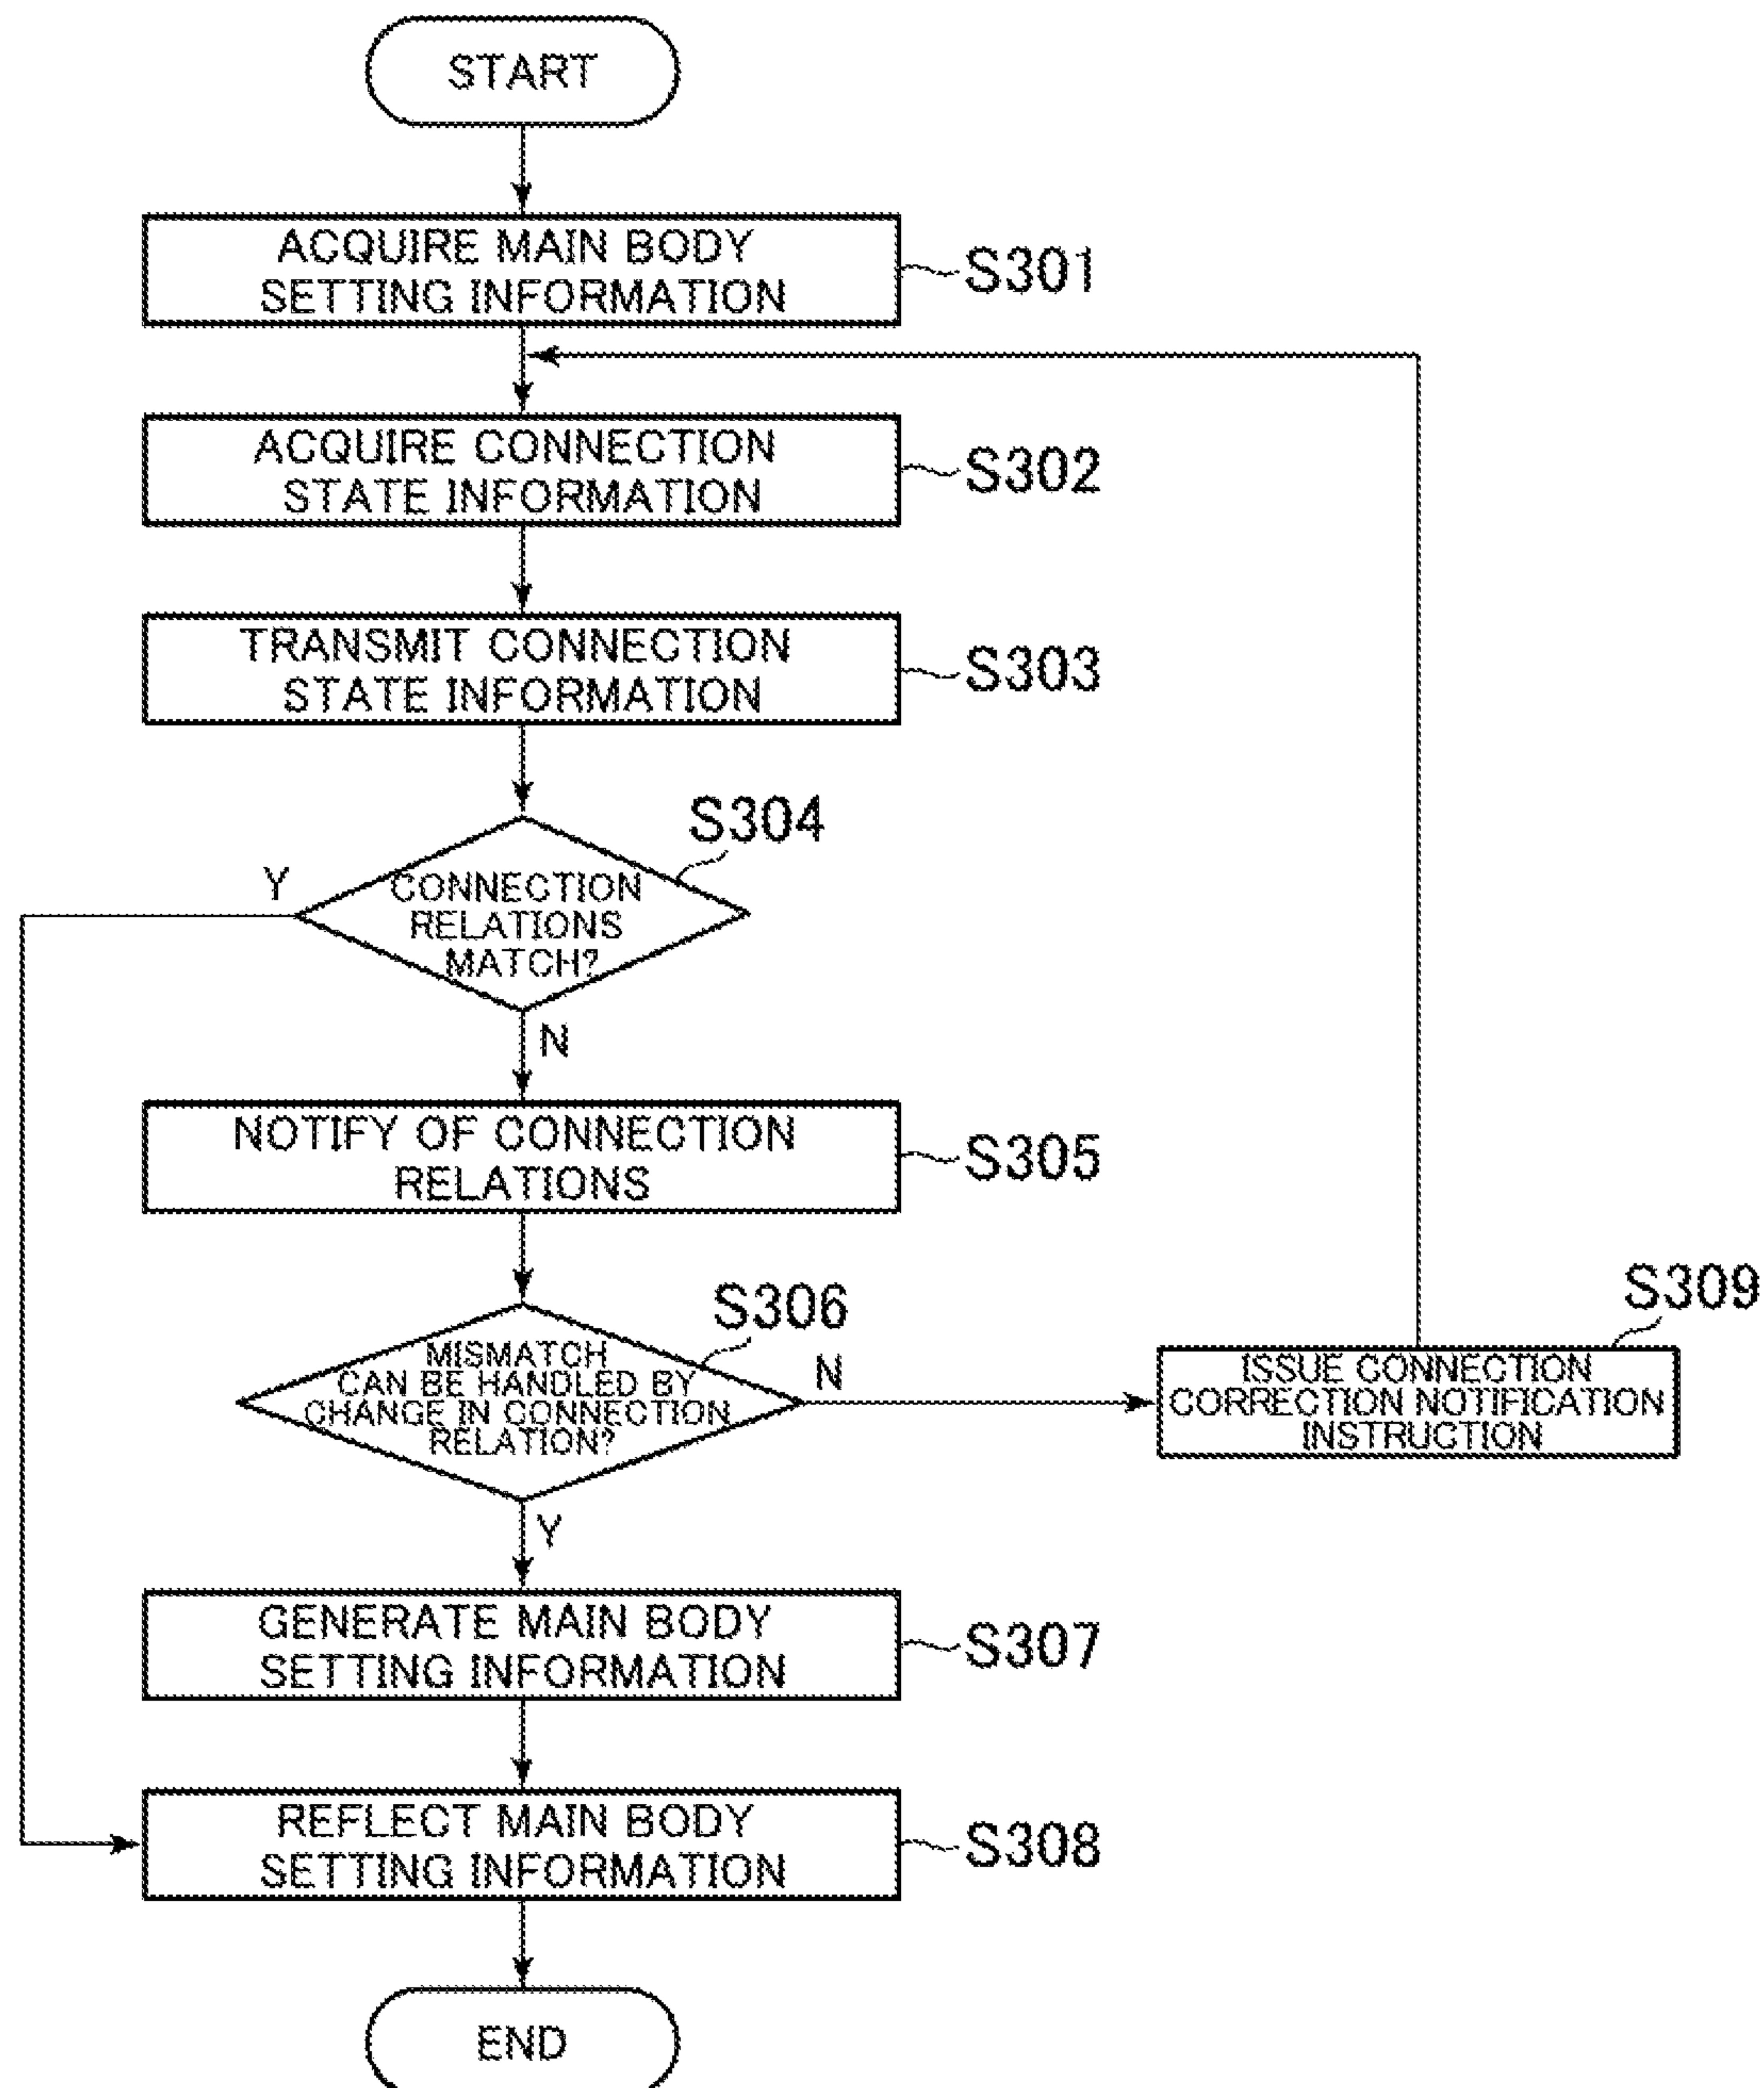 START
ACQUIRE MAIN BODY
SETTING INFORMATION
S301
ACQUIRE CONNECTION
STATE INFORMATION
S302
TRANSMIT CONNECTION
STATE INFORMATION
S303
S304
Y
CONNECTION
RELATIONS
MATCH?
N
NOTIFY OF CONNECTION
RELATIONS
S305
S306
MISMATCH
CAN BE HANDLED BY
CHANGE IN CONNECTION
RELATION?
N
S309
ISSUE CONNECTION
CORRECTION NOTIFICATION
INSTRUCTION
Y
GENERATE MAIN BODY
SETTING INFORMATION
S307
REFLECT MAIN BODY
SETTING INFORMATION
S308
END